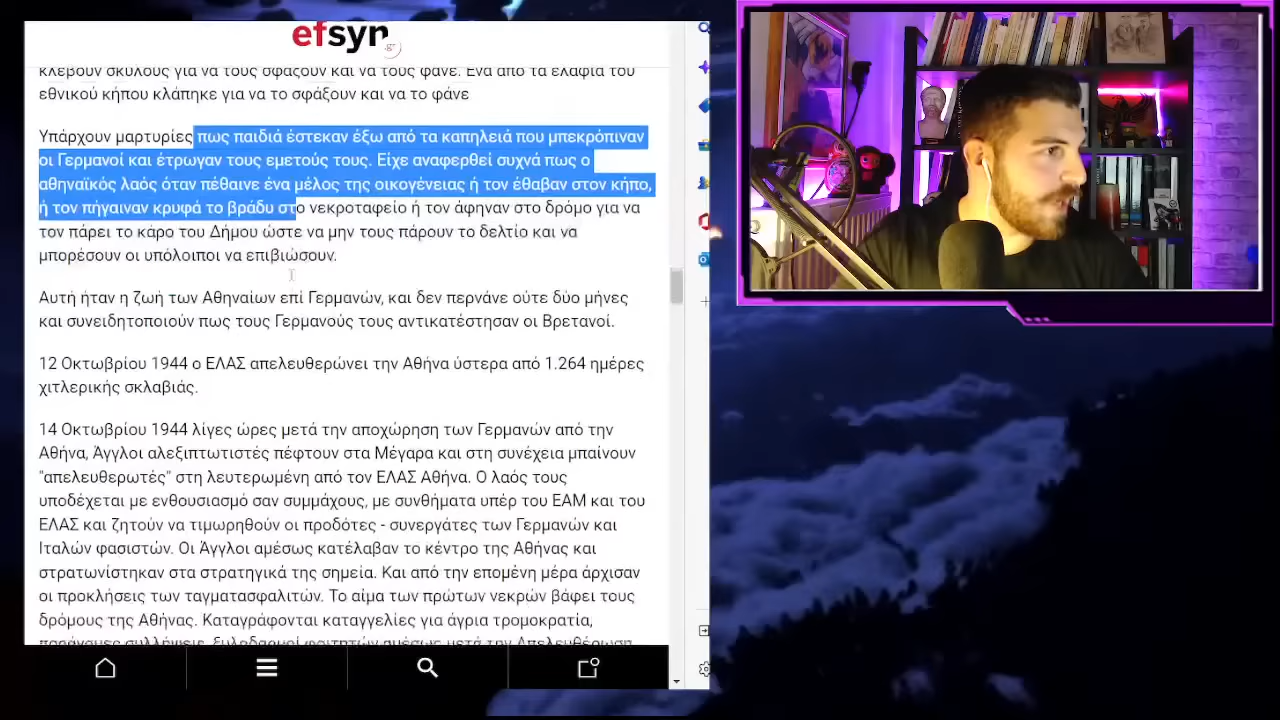 efsyn
.gr
κλέβουν σκύλους για να τους σφάξουν και να τους φάνε. Ένα από τα ελάφια του
εθνικού κήπου κλάπηκε για να το σφάξουν και να το φάνε
Υπάρχουν μαρτυρίες πως παιδιά έστεκαν έξω από τα καπηλειά που μπεκρόπιναν
οι Γερμανοί και έτρωγαν τους εμετούς τους. Είχε αναφερθεί συχνά πως ο
αθηναϊκός λαός όταν πέθαινε ένα μέλος της οικογένειας ή τον έθαβαν στον κήπο,
ή τον πήγαιναν κρυφά το βράδυ στο νεκροταφείο ή τον άφηναν στο δρόμο για να
τον πάρει το κάρο του Δήμου ώστε να μην τους πάρουν το δελτίο και να
μπορέσουν οι υπόλοιποι να επιβιώσουν.
Αυτή ήταν η ζωή των Αθηναίων επί Γερμανών, και δεν περνάνε ούτε δύο μήνες
και συνειδητοποιούν πως τους Γερμανούς τους αντικατέστησαν οι Βρετανοί.
12 Οκτωβρίου 1944 ο ΕΛΑΣ απελευθερώνει την Αθήνα ύστερα από 1.264 ημέρες
χιτλερικής σκλαβιάς.
14 Οκτωβρίου 1944 λίγες ώρες μετά την αποχώρηση των Γερμανών από την
Αθήνα, Άγγλοι αλεξιπτωτιστές πέφτουν στα Μέγαρα και στη συνέχεια μπαίνουν
"απελευθερωτές" στη λευτερωμένη από τον ΕΛΑΣ Αθήνα. Ο λαός τους
υποδέχεται με ενθουσιασμό σαν συμμάχους, με συνθήματα υπέρ του ΕΑΜ και του
ΕΛΑΣ και ζητούν να τιμωρηθούν οι προδότες - συνεργάτες των Γερμανών και
Ιταλών φασιστών. Οι Άγγλοι αμέσως κατέλαβαν το κέντρο της Αθήνας και
στρατωνίστηκαν στα στρατηγικά της σημεία. Και από την επομένη μέρα άρχισαν
οι προκλήσεις των ταγματασφαλιτών. Το αίμα των πρώτων νεκρών βάφει τους
δρόμους της Αθήνας. Καταγράφονται καταγγελίες για άγρια τρομοκρατία,
παράνομες συλλήψεις, ξυλοδαρμοί φοιτητών αμέσως μετά την Απελευθέρωση